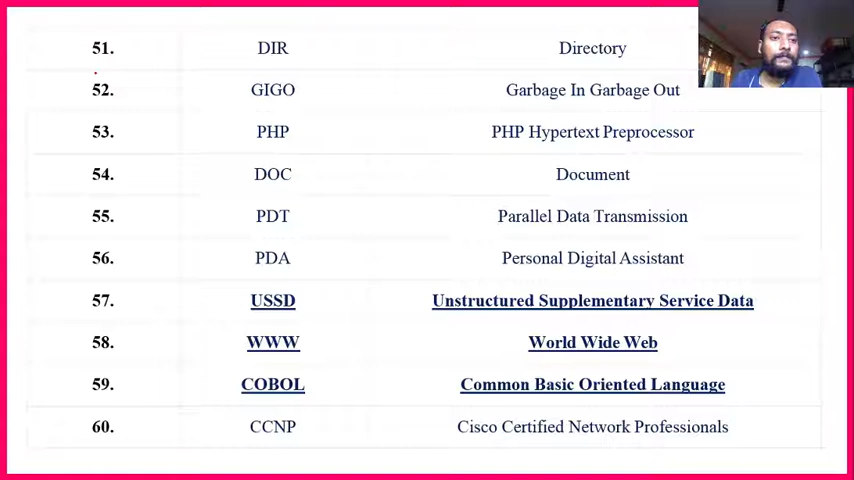 51. DIR Directory
52. GIGO Garbage In Garbage Out
53. PHP PHP Hypertext Preprocessor
54. DOC Document
55. PDT Parallel Data Transmission
56. PDA Personal Digital Assistant
57. USSD Unstructured Supplementary Service Data
58. WWW World Wide Web
59. COBOL Common Basic Oriented Language
60. CCNP Cisco Certified Network Professionals